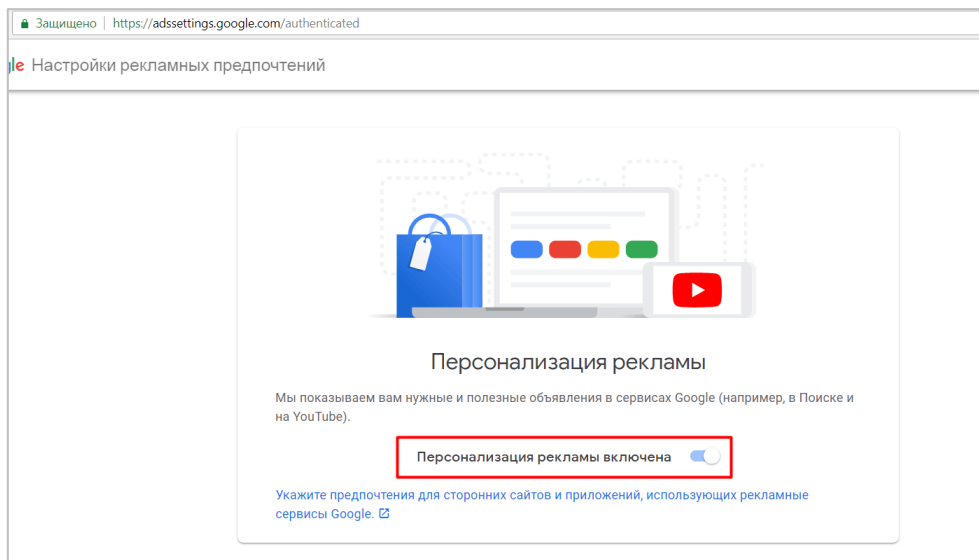 Защищено | https://adssettings.google.com/authenticated
le Настройки рекламных предпочтений
Персонализация рекламы
Мы показываем вам нужные и полезные объявления в сервисах Google (например, в Поиске и
на YouTube).
Персонализация рекламы включена
Укажите предпочтения для сторонних сайтов и приложений, использующих рекламные
сервисы Google.